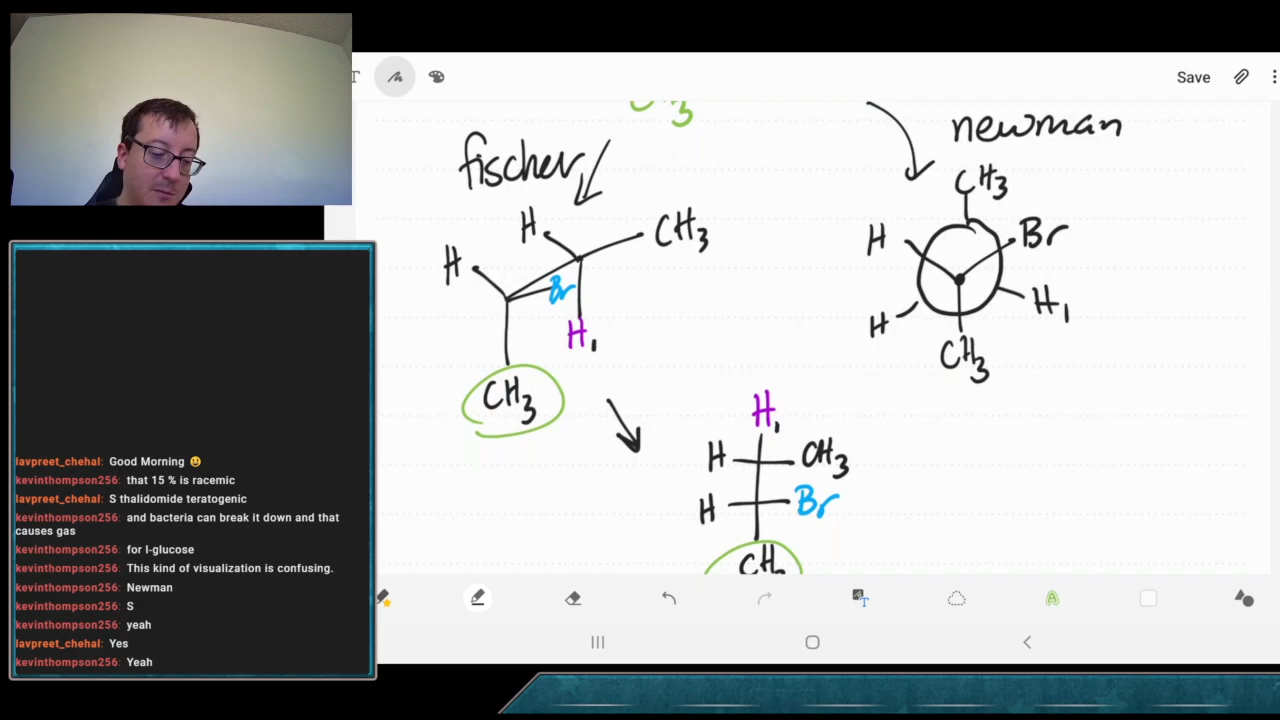 T
Save
CH3
newman
fischer
CH3
H
CH3
H
Br
H
Br
H1
H
H1
CH3
CH3
H1
H
CH3
H
Br
CH3
lavpreet_chehal: Good Morning 😃
kevinthompson256: that 15 % is racemic
lavpreet_chehal: S thalidomide teratogenic
kevinthompson256: and bacteria can break it down and that
causes gas
kevinthompson256: for l-glucose
kevinthompson256: This kind of visualization is confusing.
kevinthompson256: Newman
kevinthompson256: S
kevinthompson256: yeah
lavpreet_chehal: Yes
kevinthompson256: Yeah